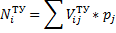 N_i^ТУ = ∑ V_ij^ТУ * p_j